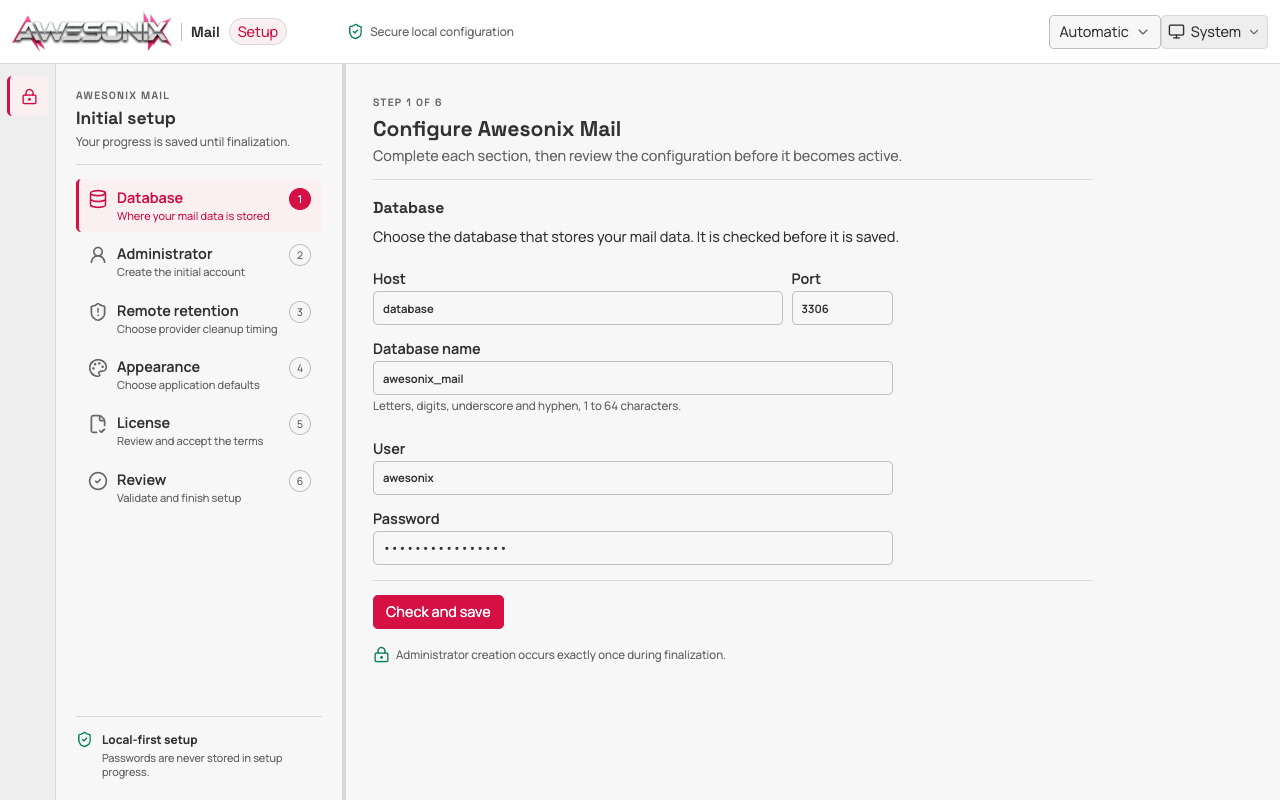 AWESONIX
Mail
Setup
Secure local configuration
Automatic
System
AWESONIX MAIL
Initial setup
Your progress is saved until finalization.
Database
1
Where your mail data is stored
Administrator
2
Create the initial account
Remote retention
3
Choose provider cleanup timing
Appearance
4
Choose application defaults
License
5
Review and accept the terms
Review
6
Validate and finish setup
Local-first setup
Passwords are never stored in setup
progress.
STEP 1 OF 6
Configure Awesonix Mail
Complete each section, then review the configuration before it becomes active.
Database
Choose the database that stores your mail data. It is checked before it is saved.
Host
Port
database
3306
Database name
awesonix_mail
Letters, digits, underscore and hyphen, 1 to 64 characters.
User
awesonix
Password
••••••••••••••••
Check and save
Administrator creation occurs exactly once during finalization.